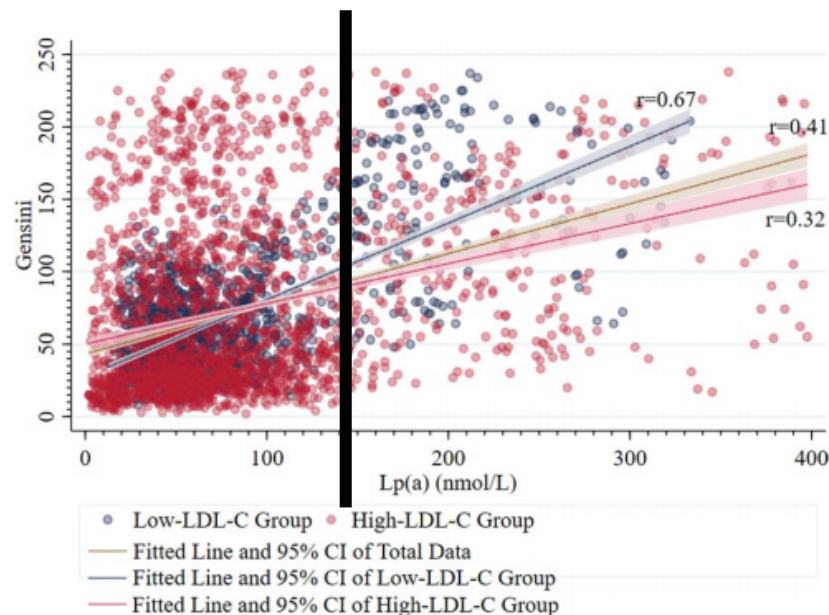 250
200
150
100
50
0
Gensini
r=0.67
r=0.41
r=0.32
0 100 200 300 400
Lp(a) (nmol/L)
Low-LDL-C Group High-LDL-C Group
Fitted Line and 95% CI of Total Data
Fitted Line and 95% CI of Low-LDL-C Group
Fitted Line and 95% CI of High-LDL-C Group